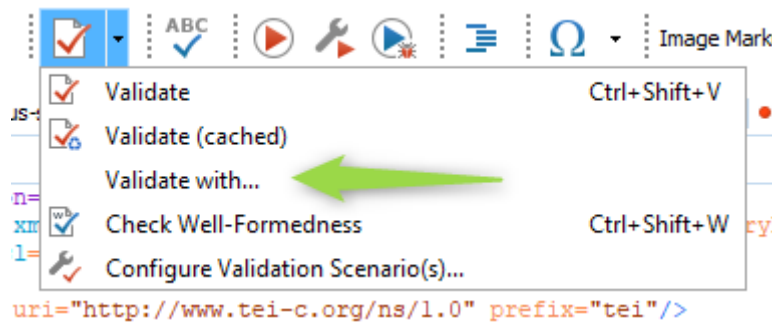 ABC
Image Mark
Validate Ctrl+Shift+V
Validate (cached)
Validate with...
n=
Check Well-Formedness Ctrl+Shift+W
Configure Validation Scenario(s)...
uri="http://www.tei-c.org/ns/1.0" prefix="tei"/>